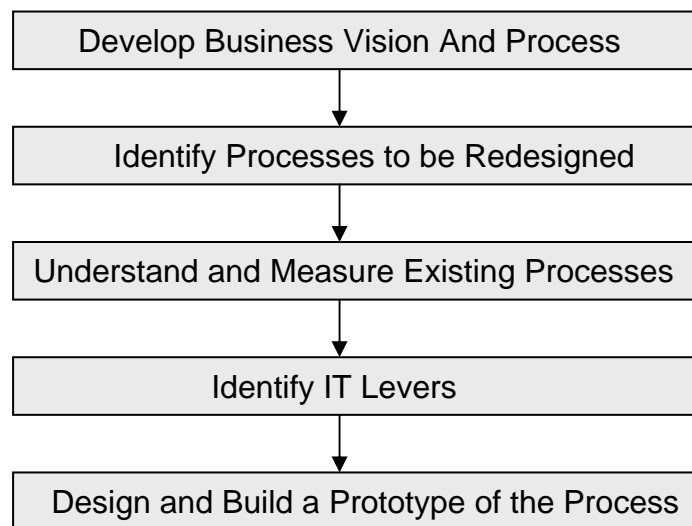 Develop Business Vision And Process
Identify Processes to be Redesigned
Understand and Measure Existing Processes
Identify IT Levers
Design and Build a Prototype of the Process